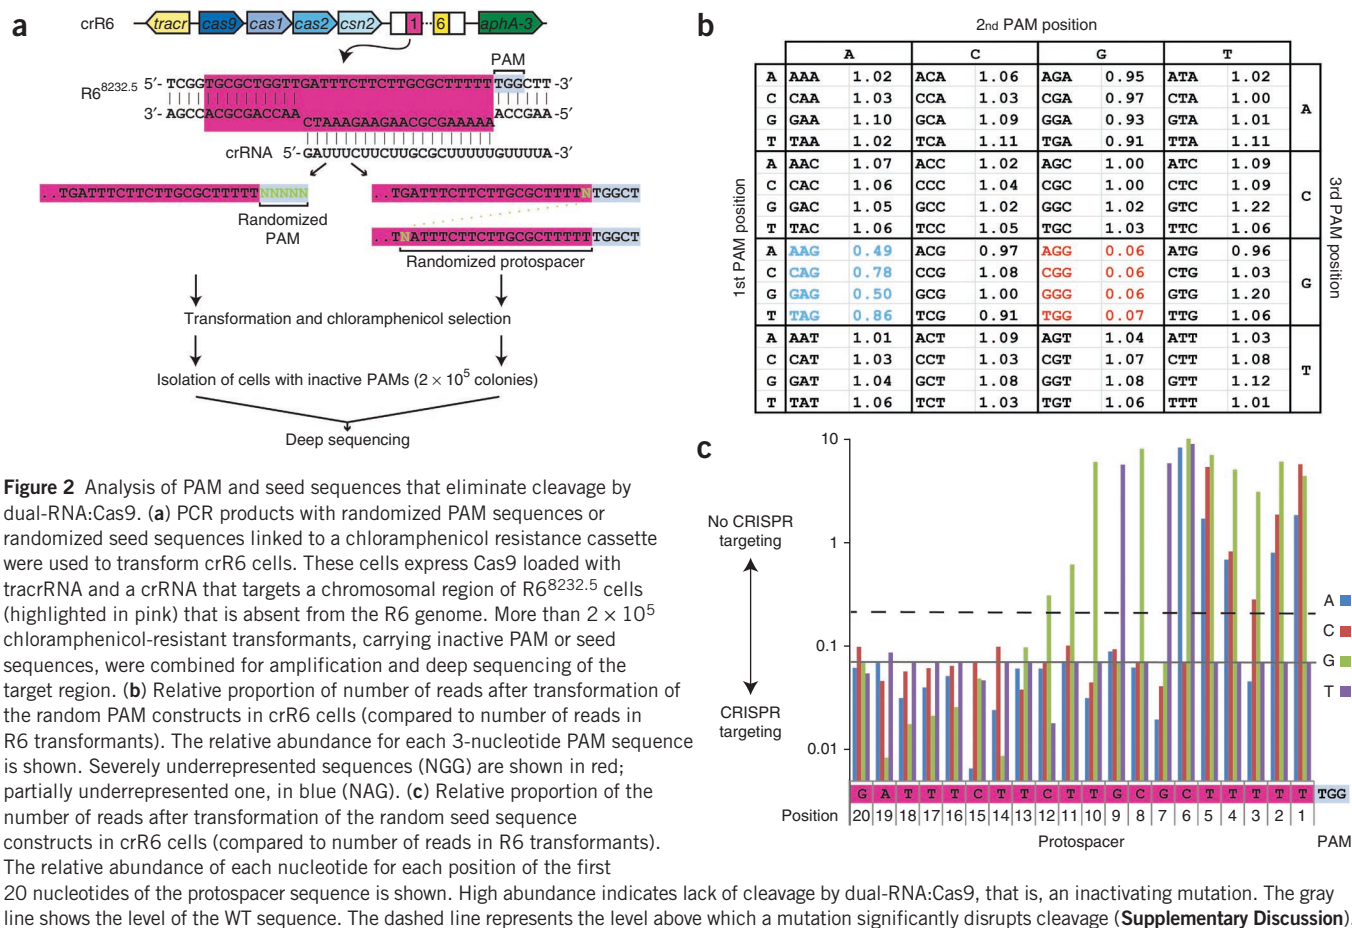 a
crR6
tracr cas9 cas1 cas2 csn2 1 6 aphA-3
PAM
R6^8232.5
5′- TCGGTGCGCTGGTTGATTTCTTCTTGCGCTTTTTTGGCTT -3′
3′- AGCCACGCGACCAACTAAAGAAGAACGCGAAAAAACCGAA -5′
crRNA 5′-GAUUUCUUCUUGCGCUUUUUGUUUUA -3′
..TGATTTCTTCTTGCGCTTTTTNNNNN
Randomized
PAM
..TGATTTCTTCTTGCGCTTTTNTGGCT
..TNATTTCTTCTTGCGCTTTTTTGGCT
Randomized protospacer
Transformation and chloramphenicol selection
Isolation of cells with inactive PAMs (2 × 10^5 colonies)
Deep sequencing
b
2nd PAM position
A C G T
1st PAM position
3rd PAM position
A AAA 1.02 ACA 1.06 AGA 0.95 ATA 1.02
C CAA 1.03 CCA 1.03 CGA 0.97 CTA 1.00
G GAA 1.10 GCA 1.09 GGA 0.93 GTA 1.01
T TAA 1.02 TCA 1.11 TGA 0.91 TTA 1.11
A
A AAC 1.07 ACC 1.02 AGC 1.00 ATC 1.09
C CAC 1.06 CCC 1.04 CGC 1.00 CTC 1.09
G GAC 1.05 GCC 1.02 GGC 1.02 GTC 1.22
T TAC 1.06 TCC 1.05 TGC 1.03 TTC 1.06
C
A AAG 0.49 ACG 0.97 AGG 0.06 ATG 0.96
C CAG 0.78 CCG 1.08 CGG 0.06 CTG 1.03
G GAG 0.50 GCG 1.00 GGG 0.06 GTG 1.20
T TAG 0.86 TCG 0.91 TGG 0.07 TTG 1.06
G
A AAT 1.01 ACT 1.09 AGT 1.04 ATT 1.03
C CAT 1.03 CCT 1.03 CGT 1.07 CTT 1.08
G GAT 1.04 GCT 1.08 GGT 1.08 GTT 1.12
T TAT 1.06 TCT 1.03 TGT 1.06 TTT 1.01
T
c
10
1
0.1
0.01
No CRISPR
targeting
CRISPR
targeting
A
C
G
T
G A T T T C T T C T T G C G C T T T T T TGG
Position 20 19 18 17 16 15 14 13 12 11 10 9 8 7 6 5 4 3 2 1
Protospacer PAM
Figure 2 Analysis of PAM and seed sequences that eliminate cleavage by
dual-RNA:Cas9. (a) PCR products with randomized PAM sequences or
randomized seed sequences linked to a chloramphenicol resistance cassette
were used to transform crR6 cells. These cells express Cas9 loaded with
tracrRNA and a crRNA that targets a chromosomal region of R6^8232.5 cells
(highlighted in pink) that is absent from the R6 genome. More than 2 × 10^5
chloramphenicol-resistant transformants, carrying inactive PAM or seed
sequences, were combined for amplification and deep sequencing of the
target region. (b) Relative proportion of number of reads after transformation of
the random PAM constructs in crR6 cells (compared to number of reads in
R6 transformants). The relative abundance for each 3-nucleotide PAM sequence
is shown. Severely underrepresented sequences (NGG) are shown in red;
partially underrepresented one, in blue (NAG). (c) Relative proportion of the
number of reads after transformation of the random seed sequence
constructs in crR6 cells (compared to number of reads in R6 transformants).
The relative abundance of each nucleotide for each position of the first
20 nucleotides of the protospacer sequence is shown. High abundance indicates lack of cleavage by dual-RNA:Cas9, that is, an inactivating mutation. The gray
line shows the level of the WT sequence. The dashed line represents the level above which a mutation significantly disrupts cleavage (Supplementary Discussion).